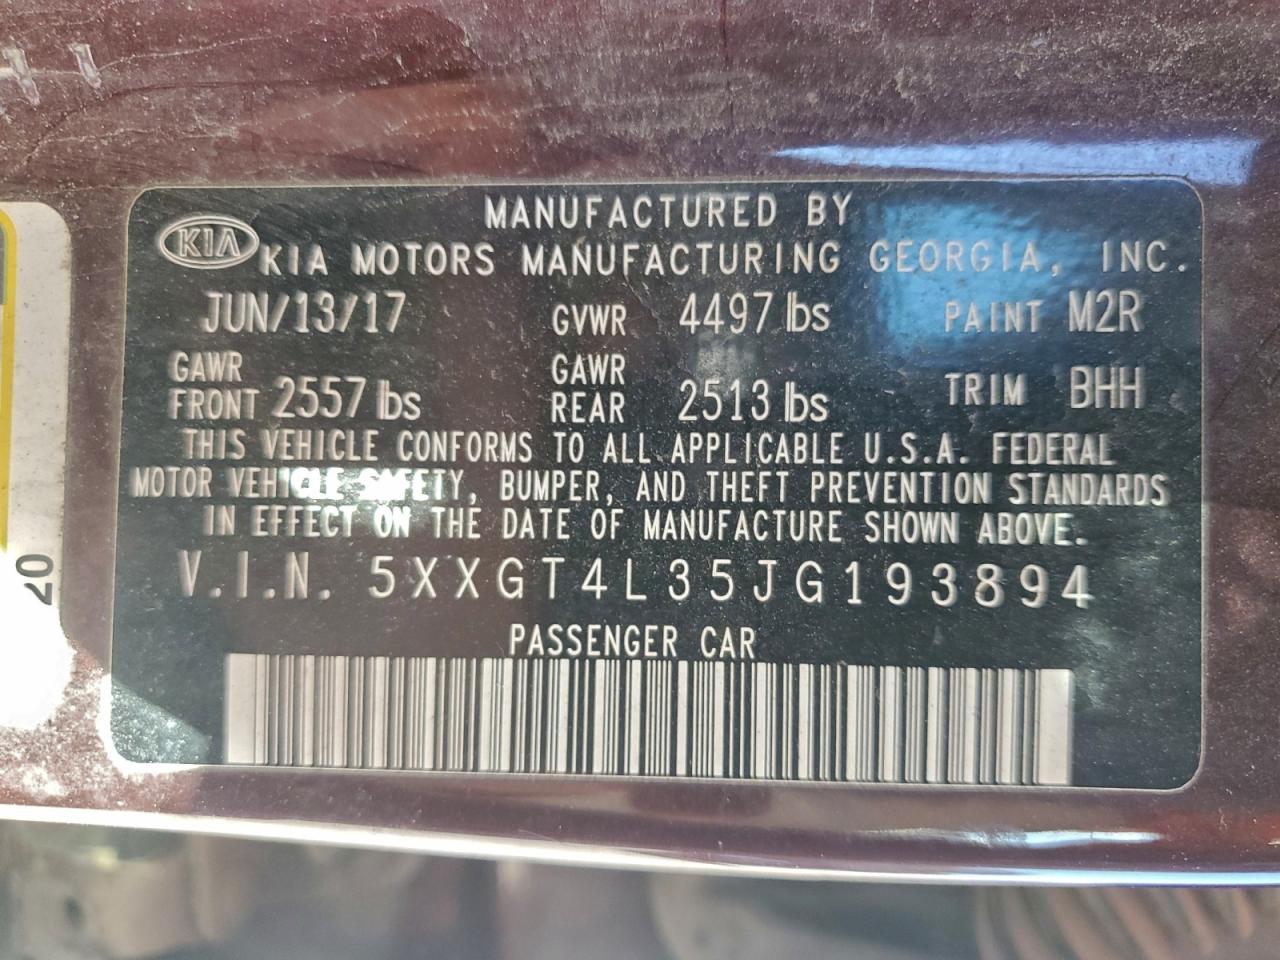 MANUFACTURED BY
KIA KIA MOTORS MANUFACTURING GEORGIA, INC.
JUN/13/17 GVWR 4497 lbs PAINT M2R
GAWR FRONT 2557 lbs GAWR REAR 2513 lbs TRIM BHH
THIS VEHICLE CONFORMS TO ALL APPLICABLE U.S.A. FEDERAL
MOTOR VEHICLE SAFETY, BUMPER, AND THEFT PREVENTION STANDARDS
IN EFFECT ON THE DATE OF MANUFACTURE SHOWN ABOVE.
V.I.N. 5XXGT4L35JG193894
PASSENGER CAR
20